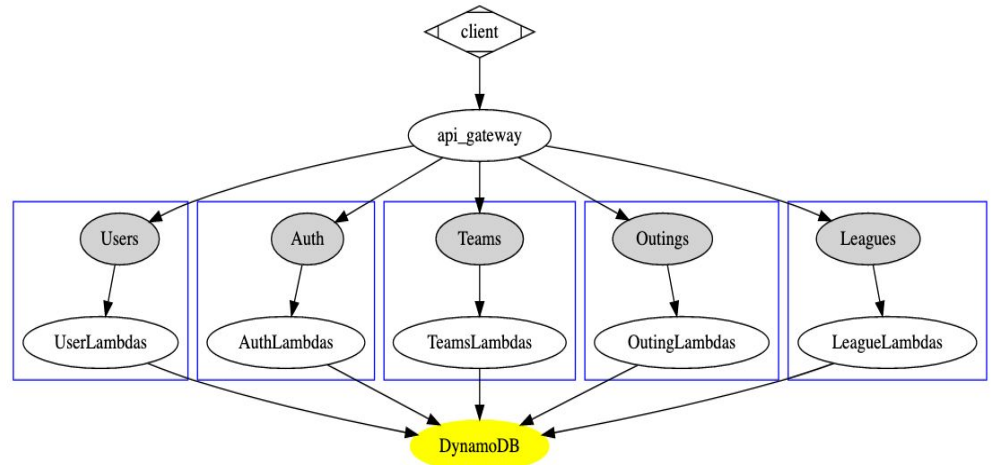 client
api_gateway
Users
Auth
Teams
Outings
Leagues
UserLambdas
AuthLambdas
TeamsLambdas
OutingLambdas
LeagueLambdas
DynamoDB